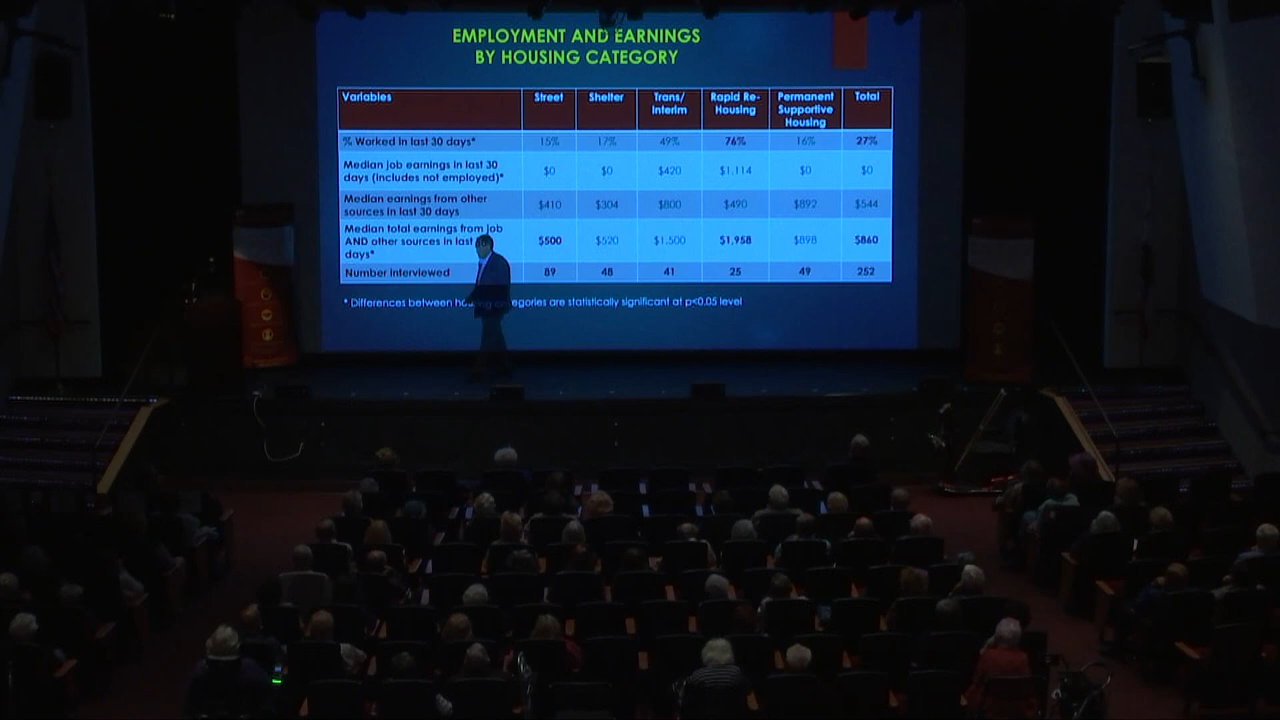 EMPLOYMENT AND EARNINGS
BY HOUSING CATEGORY
Variables Street Shelter Trans/ Interim Rapid Re-Housing Permanent Supportive Housing Total
% Worked in last 30 days* 15% 17% 49% 76% 16% 27%
Median job earnings in last 30 days (includes not employed)* $0 $0 $420 $1,114 $0 $0
Median earnings from other sources in last 30 days $410 $304 $800 $490 $892 $544
Median total earnings from job AND other sources in last days* $500 $520 $1,500 $1,958 $898 $860
Number interviewed 89 48 41 25 49 252
* Differences between housing categories are statistically significant at p<0.05 level